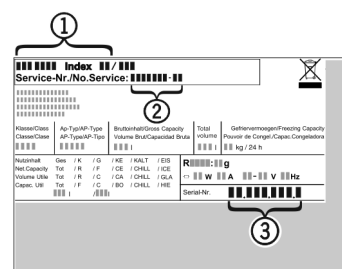 1
Index /
Service-Nr./No.Service: -
2
Klasse/Class Ap-Typ/AP-Type Bruttoinhalt/Gross Capacity Total Gefriervermoegen/Freezing Capacity
Classe/Clase AP-Type/AP-Tipo Volume Brut/Capacidad Bruta volume Pouvoir de Congel./Capac.Congeladora
l l kg / 24 h
Nutzinhalt Ges / K / G / KE / KALT / EIS
Net.Capacity Tot / R / F / CE / CHILL / ICE
Volume Utile Tot / R / C / CA / CHILL / GLA
Capac. Util Tot / F / C / BO / CHILL / HIE
l / l
R : g
W A - V Hz
Serial-Nr. . . .
3